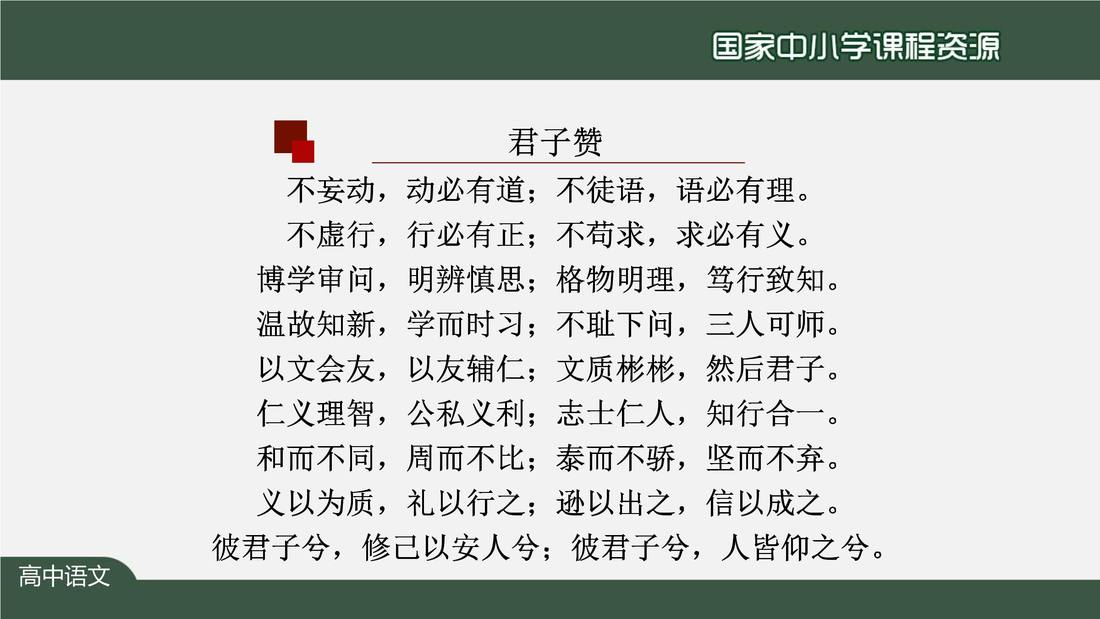 国家中小学课程资源
君子赞
不妄动，动必有道；不徒语，语必有理。
不虚行，行必有正；不苟求，求必有义。
博学审问，明辨慎思；格物明理，笃行致知。
温故知新，学而时习；不耻下问，三人可师。
以文会友，以友辅仁；文质彬彬，然后君子。
仁义理智，公私义利；志士仁人，知行合一。
和而不同，周而不比；泰而不骄，坚而不弃。
义以为质，礼以行之；逊以出之，信以成之。
彼君子兮，修己以安人兮；彼君子兮，人皆仰之兮。
高中语文